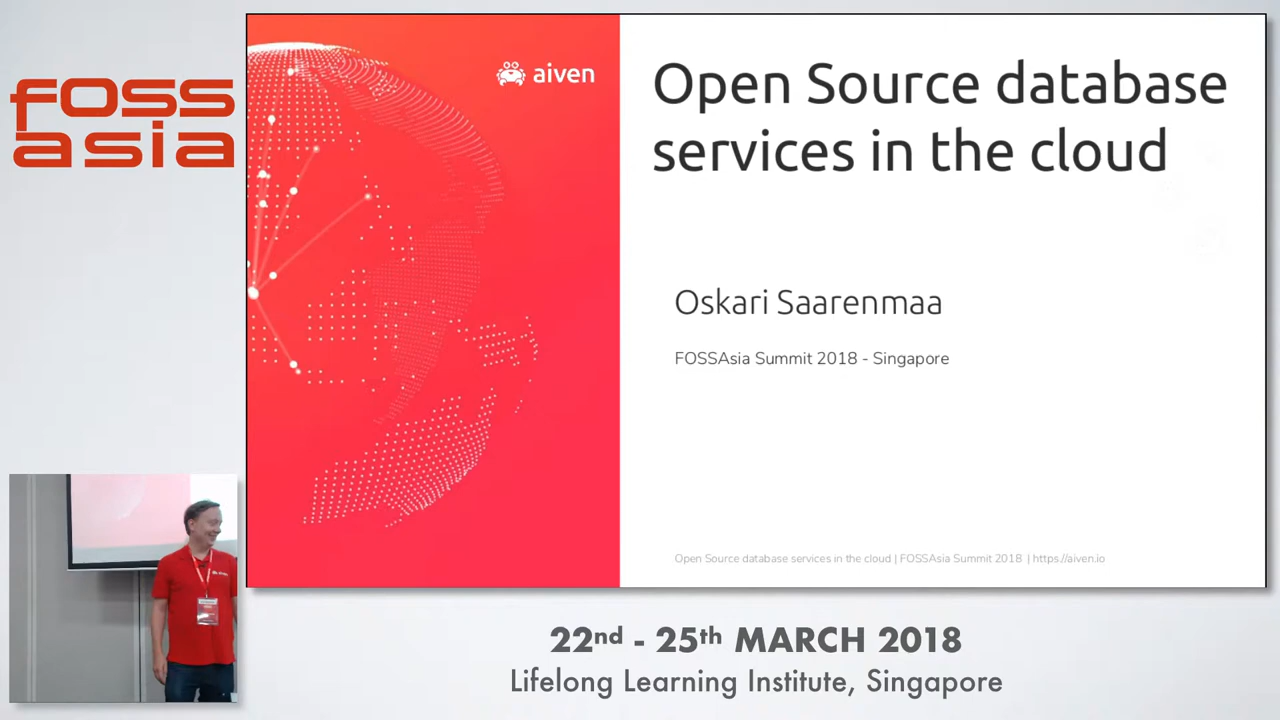 foss
asia
aiven
Open Source database
services in the cloud
Oskari Saarenmaa
FOSSAsia Summit 2018 - Singapore
Open Source database services in the cloud | FOSSAsia Summit 2018 | https://aiven.io
22nd - 25th MARCH 2018
Lifelong Learning Institute, Singapore